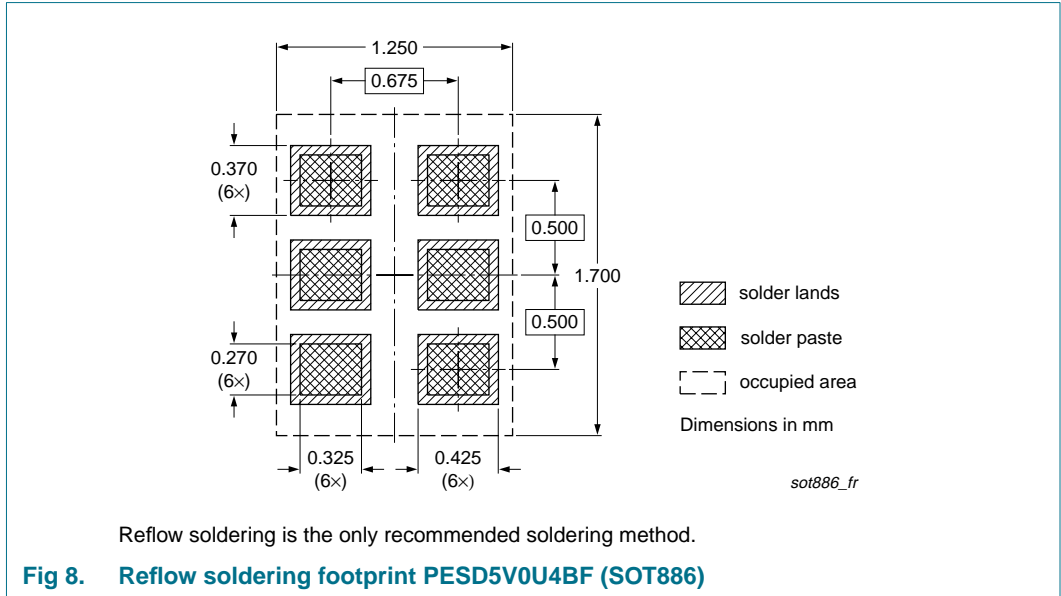 1.250
0.675
0.370
(6×)
0.500
1.700
0.500
0.270
(6×)
0.325
(6×)
0.425
(6×)
solder lands
solder paste
occupied area
Dimensions in mm
sot886_fr
Reflow soldering is the only recommended soldering method.
Fig 8. Reflow soldering footprint PESD5V0U4BF (SOT886)